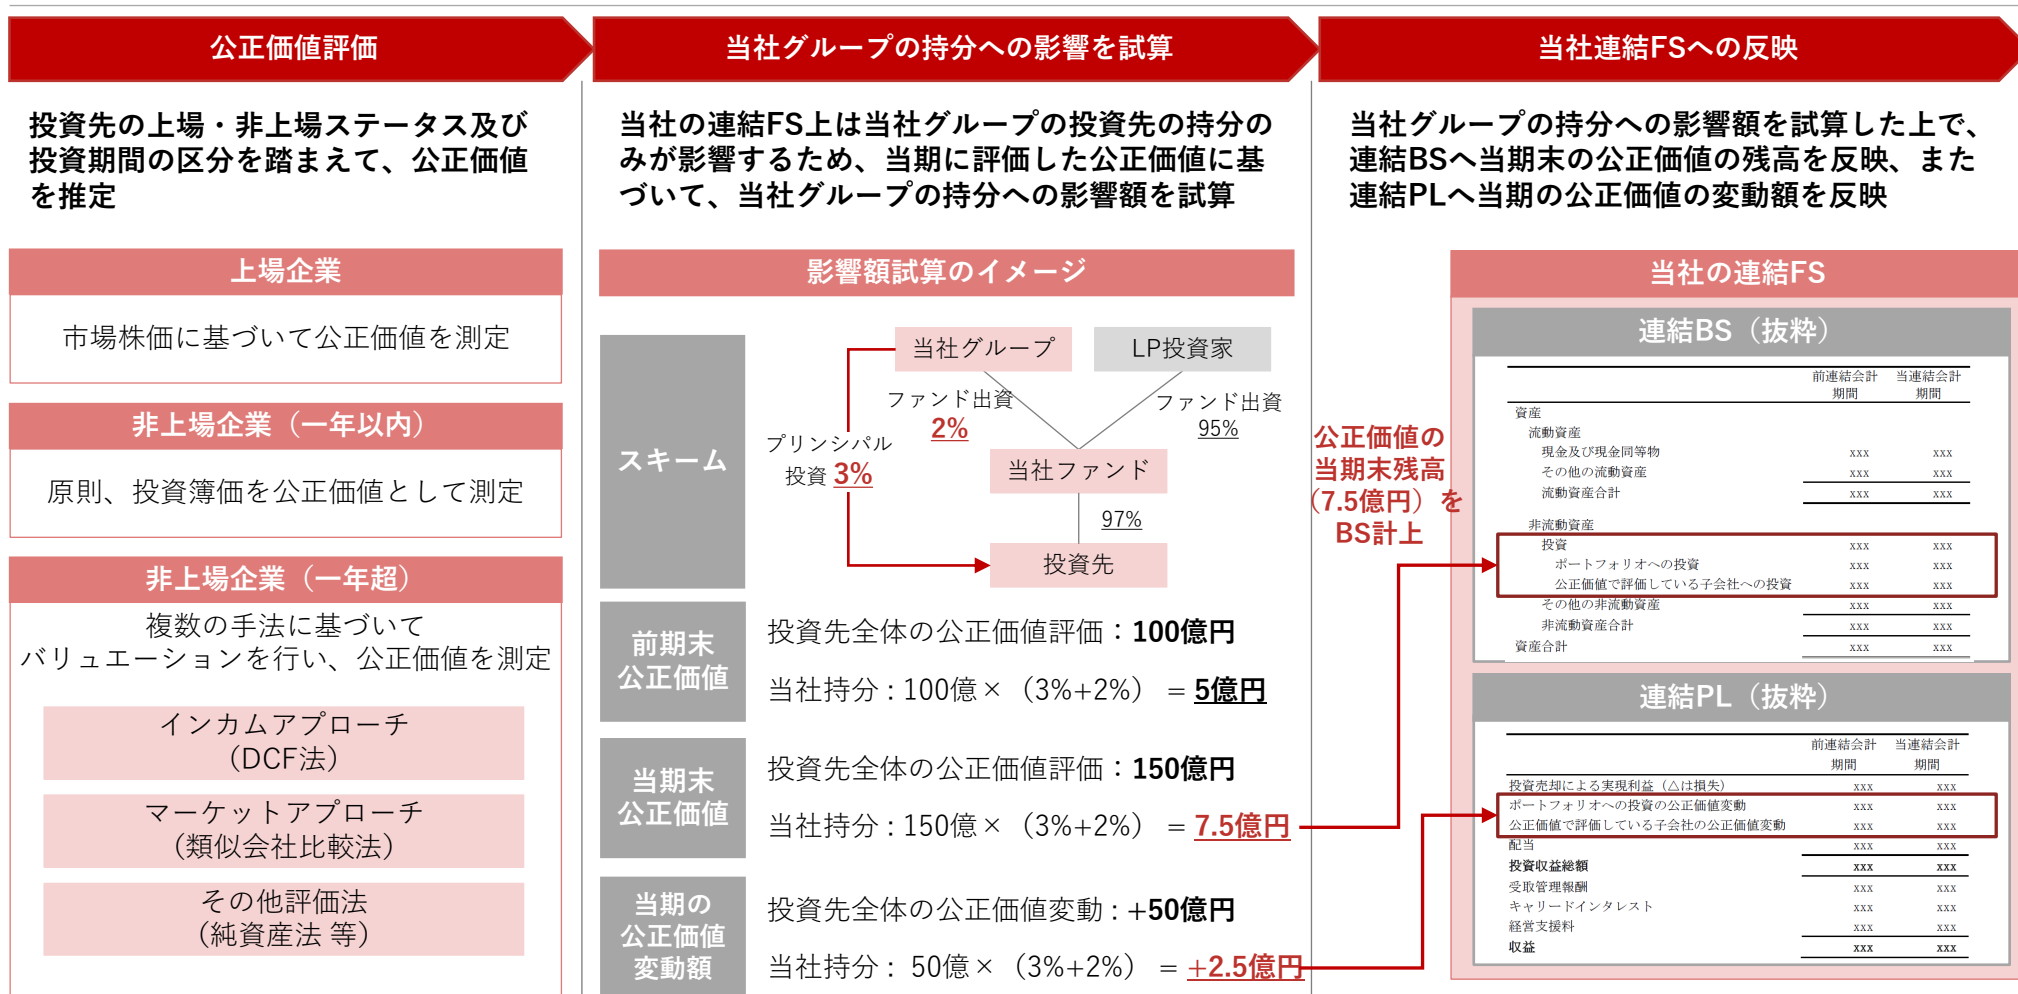 公正価値評価
当社グループの持分への影響を試算
当社連結FSへの反映
投資先の上場・非上場ステータス及び
投資期間の区分を踏まえて、公正価値
を推定
上場企業
市場株価に基づいて公正価値を測定
非上場企業（一年以内）
原則、投資簿価を公正価値として測定
非上場企業（一年超）
複数の手法に基づいて
バリュエーションを行い、公正価値を測定
インカムアプローチ
（DCF法）
マーケットアプローチ
（類似会社比較法）
その他評価法
（純資産法 等）
当社の連結FS上は当社グループの投資先の持分の
みが影響するため、当期に評価した公正価値に基
づいて、当社グループの持分への影響額を試算
影響額試算のイメージ
スキーム
当社グループ
LP投資家
ファンド出資
2%
ファンド出資
95%
プリンシパル
投資 3%
当社ファンド
97%
投資先
前期末
公正価値
投資先全体の公正価値評価：100億円
当社持分：100億×（3%+2%）= 5億円
当期末
公正価値
投資先全体の公正価値評価：150億円
当社持分：150億×（3%+2%）= 7.5億円
当期の
公正価値
変動額
投資先全体の公正価値変動：+50億円
当社持分： 50億×（3%+2%）= +2.5億円
当社グループの持分への影響額を試算した上で、
連結BSへ当期末の公正価値の残高を反映、また
連結PLへ当期の公正価値の変動額を反映
公正価値の
当期末残高
（7.5億円）を
BS計上
当社の連結FS
連結BS（抜粋）
前連結会計 当連結会計
期間 期間
資産
流動資産
現金及び現金同等物 xxx xxx
その他の流動資産 xxx xxx
流動資産合計 xxx xxx
非流動資産
投資 xxx xxx
ポートフォリオへの投資 xxx xxx
公正価値で評価している子会社への投資 xxx xxx
その他の非流動資産 xxx xxx
非流動資産合計 xxx xxx
資産合計 xxx xxx
連結PL（抜粋）
前連結会計 当連結会計
期間 期間
投資売却による実現利益（△は損失） xxx xxx
ポートフォリオへの投資の公正価値変動 xxx xxx
公正価値で評価している子会社の公正価値変動 xxx xxx
配当 xxx xxx
投資収益総額 xxx xxx
受取管理報酬 xxx xxx
キャリードインタレスト xxx xxx
経営支援料 xxx xxx
収益 xxx xxx